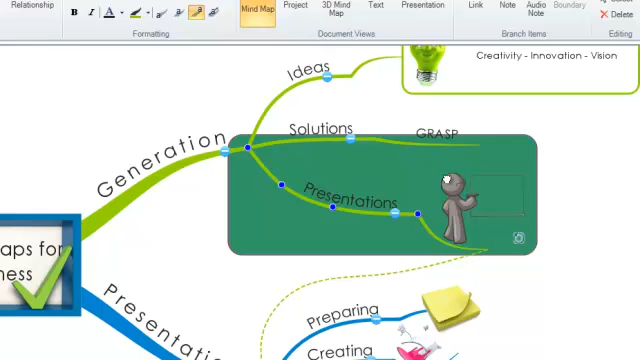 Relationship
B I A
Formatting
Mind Map
Project
3D Mind Map
Text
Presentation
Document Views
Link
Note
Audio Note
Boundary
Branch Items
Delete
Editing
Creativity - Innovation - Vision
Ideas
Generation
Solutions
GRASP
Presentations
aps for
ness
Preparing
Creating